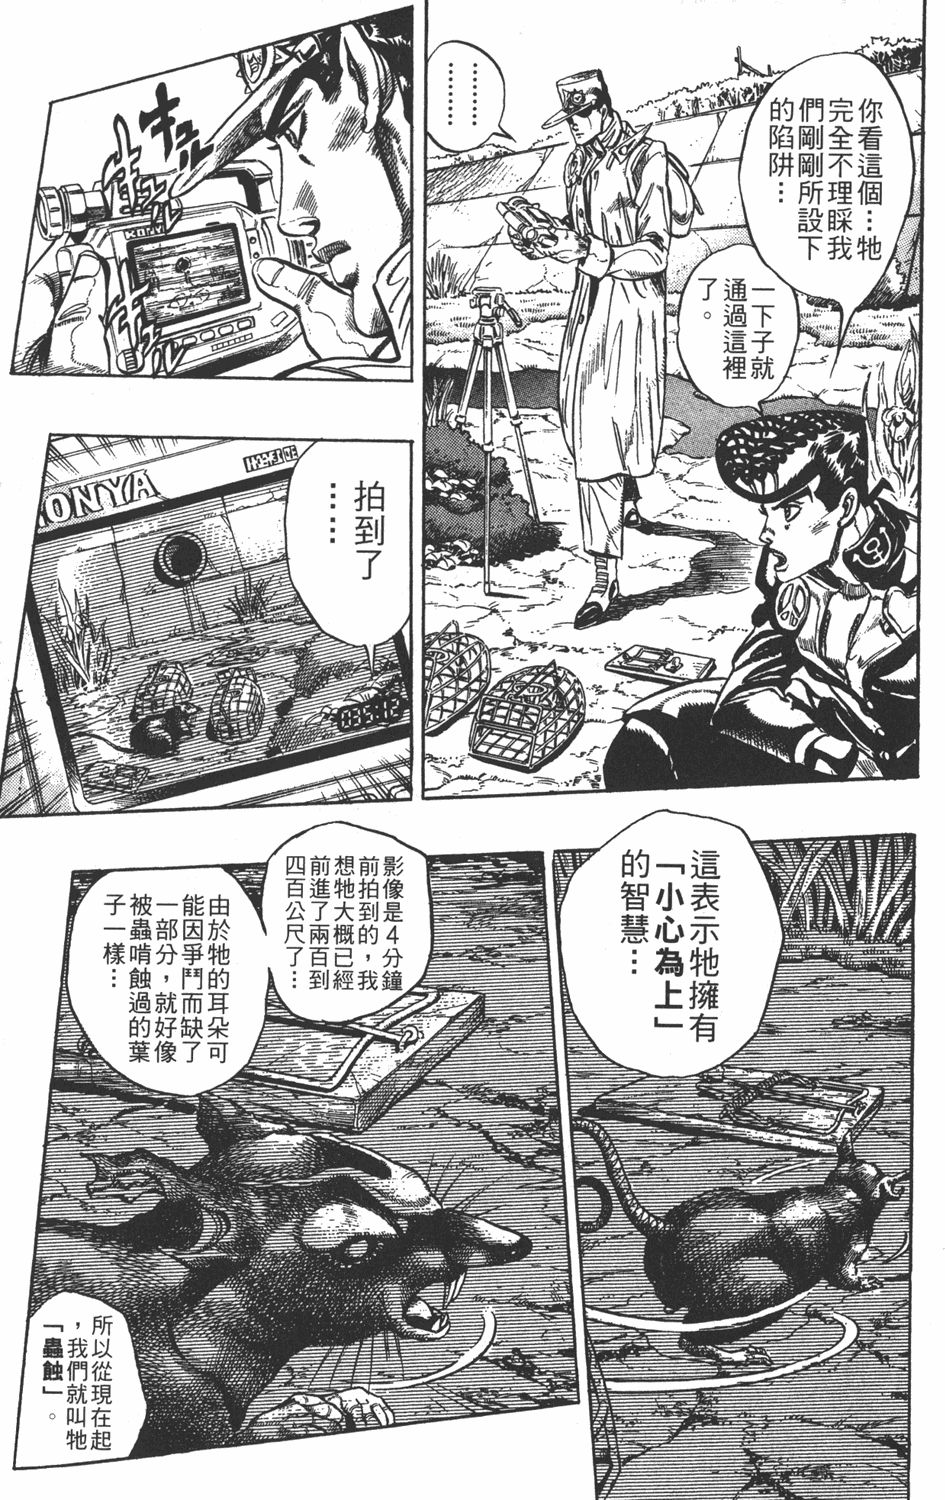 你看這個…牠
完全不理睬我
們剛剛所設下
的陷阱…
一下子就
通過這裡
了。
…………
キュル
キュル
キュル
ONYA
拍到了
……
這表示牠擁有
「小心為上」
的智慧…
影像是4分鐘
前拍到的，我
想牠大概已經
前進了兩百到
四百公尺了…
由於牠的耳朵可
能因爭鬥而缺了
一部分，就好像
被蟲啃蝕過的葉
子一樣…
所以從現在起
，我們就叫牠
「蟲蝕」。